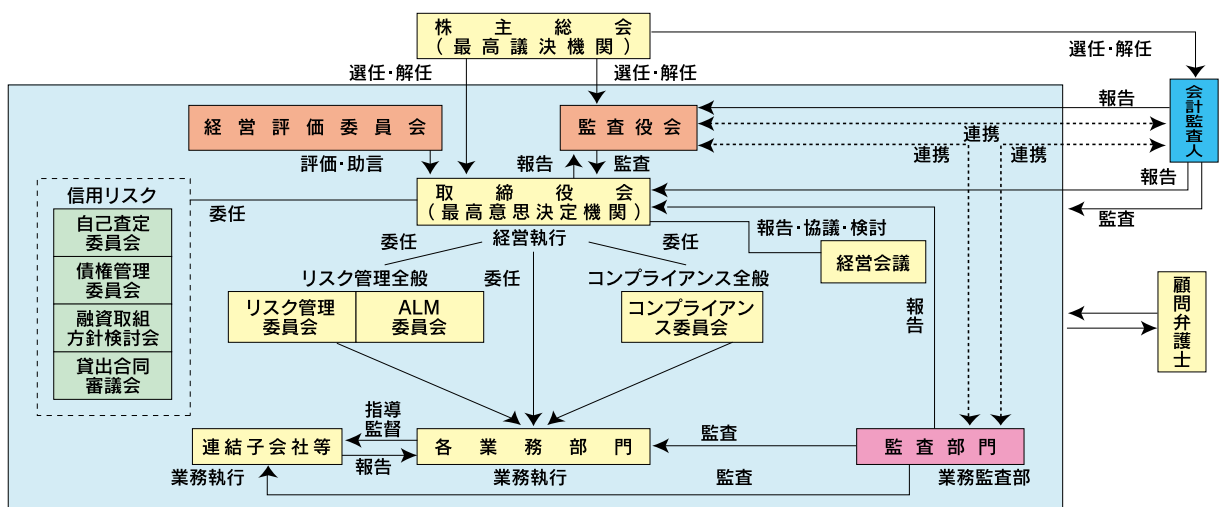 株主総会
(最高議決機関)
選任・解任
選任・解任
選任・解任
経営評価委員会
監査役会
会計監査人
報告
連携
連携
連携
評価・助言
報告
監査
取締役会
(最高意思決定機関)
経営執行
報告
監査
信用リスク
委任
自己査定
委員会
債権管理
委員会
融資取組
方針検討会
貸出合同
審議会
委任
委任
委任
報告・協議・検討
経営会議
リスク管理全般
コンプライアンス全般
リスク管理
委員会
ALM
委員会
コンプライアン
ス委員会
報告
顧問弁護士
指導
監督
連結子会社等
報告
業務執行
各業務部門
業務執行
監査
監査
監査部門
業務監査部